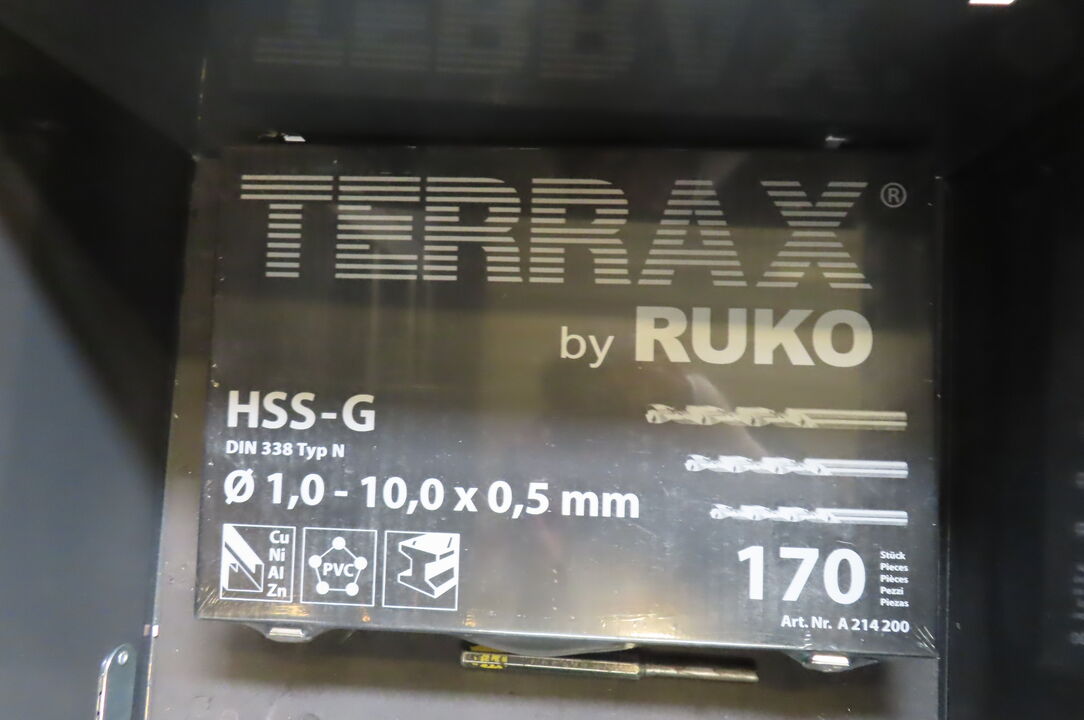 TERRAX®
by RUKO
HSS-G
DIN 338 Typ N
Ø 1,0 - 10,0 x 0,5 mm
Cu
Ni
Al
Zn
PVC
170
Stück
Pieces
Pièces
Pezzi
Piezas
Art. Nr. A 214 200